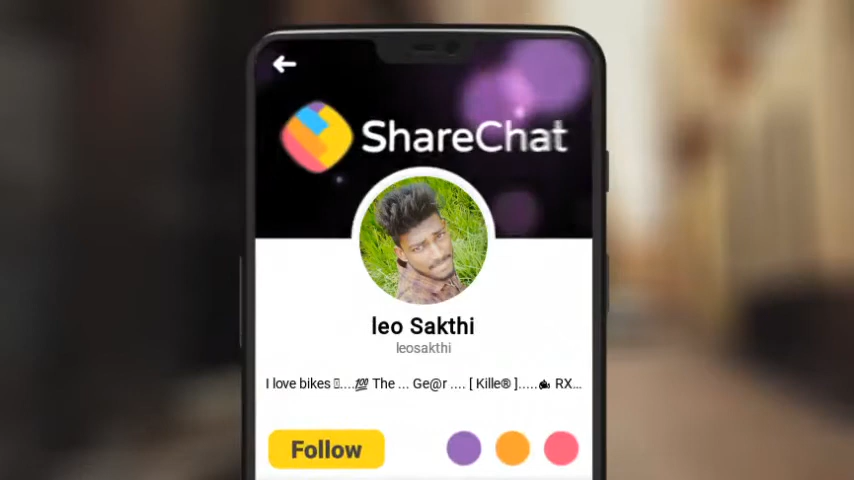 ShareChat
leo Sakthi
leosakthi
I love bikes ▯....💯 The ... Ge@r .... [ Kille® ].....🔥 RX...
Follow